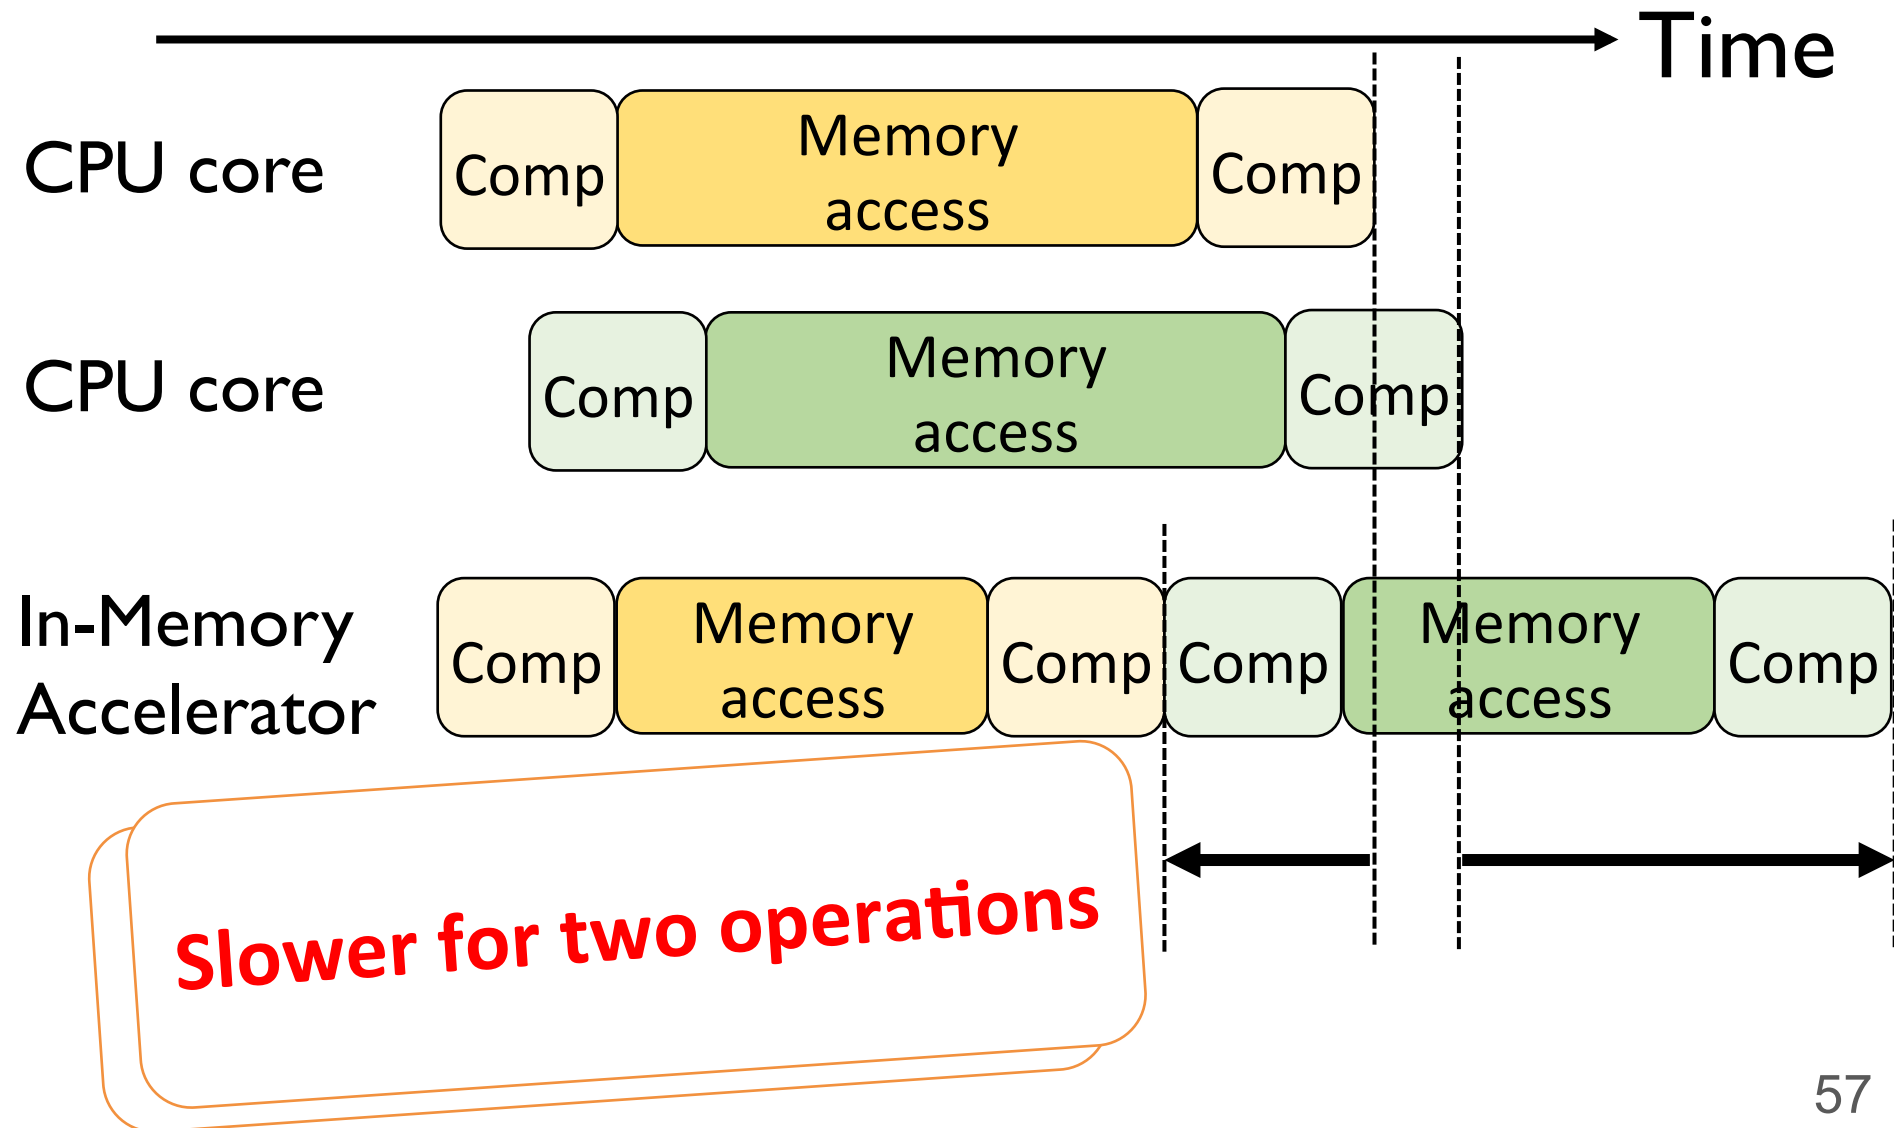 Time
CPU core
Comp
Memory
access
Comp
CPU core
Comp
Memory
access
Comp
In-Memory
Accelerator
Comp
Memory
access
Comp
Comp
Memory
access
Comp
Slower for two operations
57